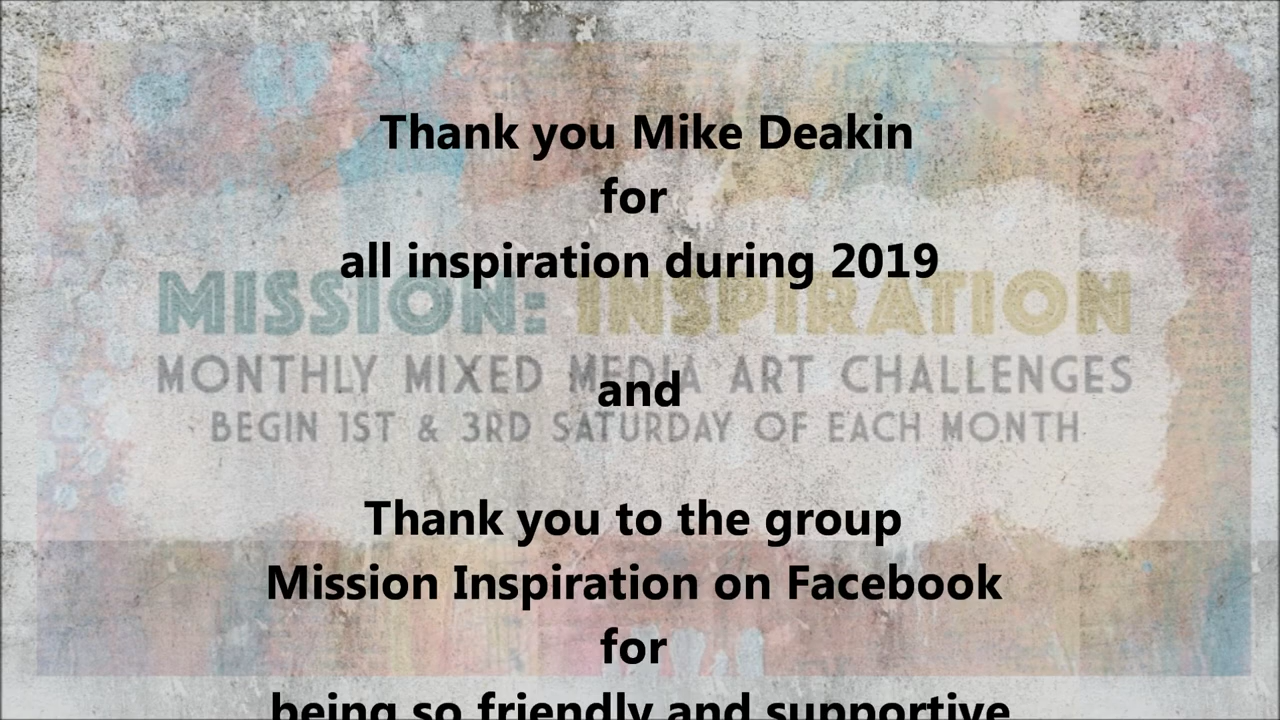 Thank you Mike Deakin
for
all inspiration during 2019
MISSION: INSPIRATION
MONTHLY MIXED MEDIA ART CHALLENGES
and
BEGIN 1ST & 3RD SATURDAY OF EACH MONTH
Thank you to the group
Mission Inspiration on Facebook
for
being so friendly and supportive